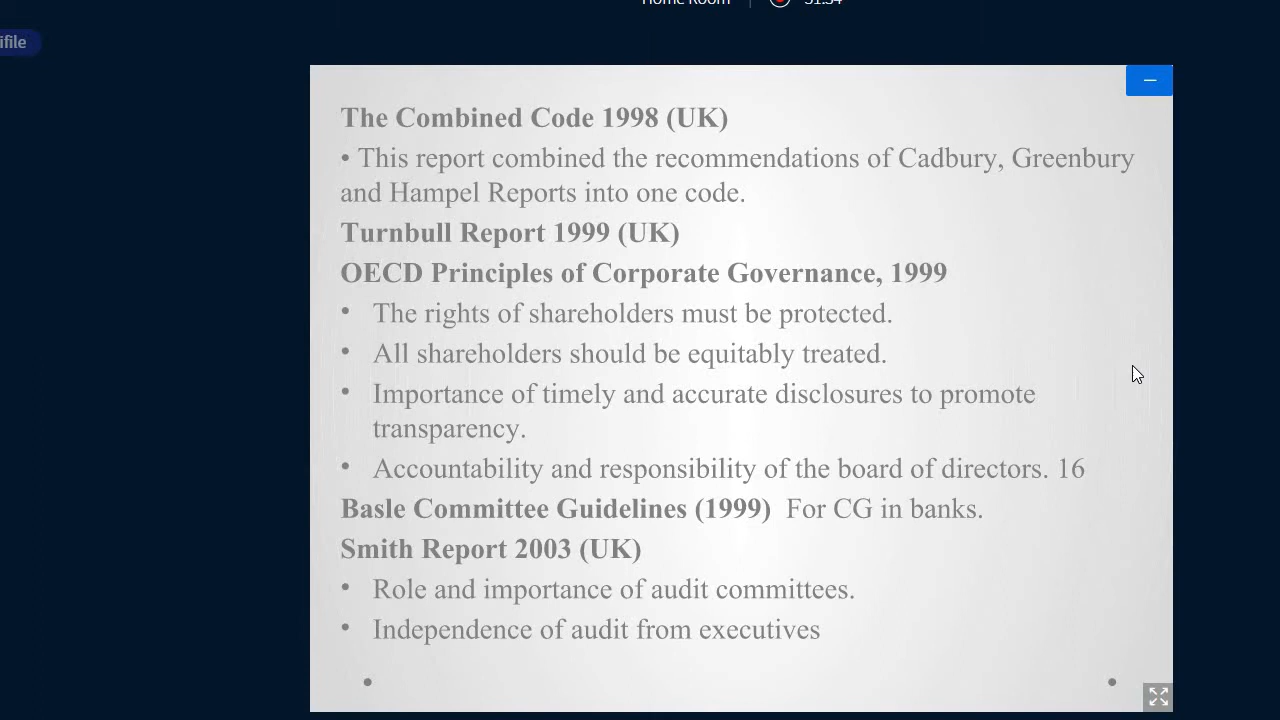 Home Room 51:34
ifile
The Combined Code 1998 (UK)
• This report combined the recommendations of Cadbury, Greenbury
and Hampel Reports into one code.
Turnbull Report 1999 (UK)
OECD Principles of Corporate Governance, 1999
• The rights of shareholders must be protected.
• All shareholders should be equitably treated.
• Importance of timely and accurate disclosures to promote
transparency.
• Accountability and responsibility of the board of directors. 16
Basle Committee Guidelines (1999) For CG in banks.
Smith Report 2003 (UK)
• Role and importance of audit committees.
• Independence of audit from executives